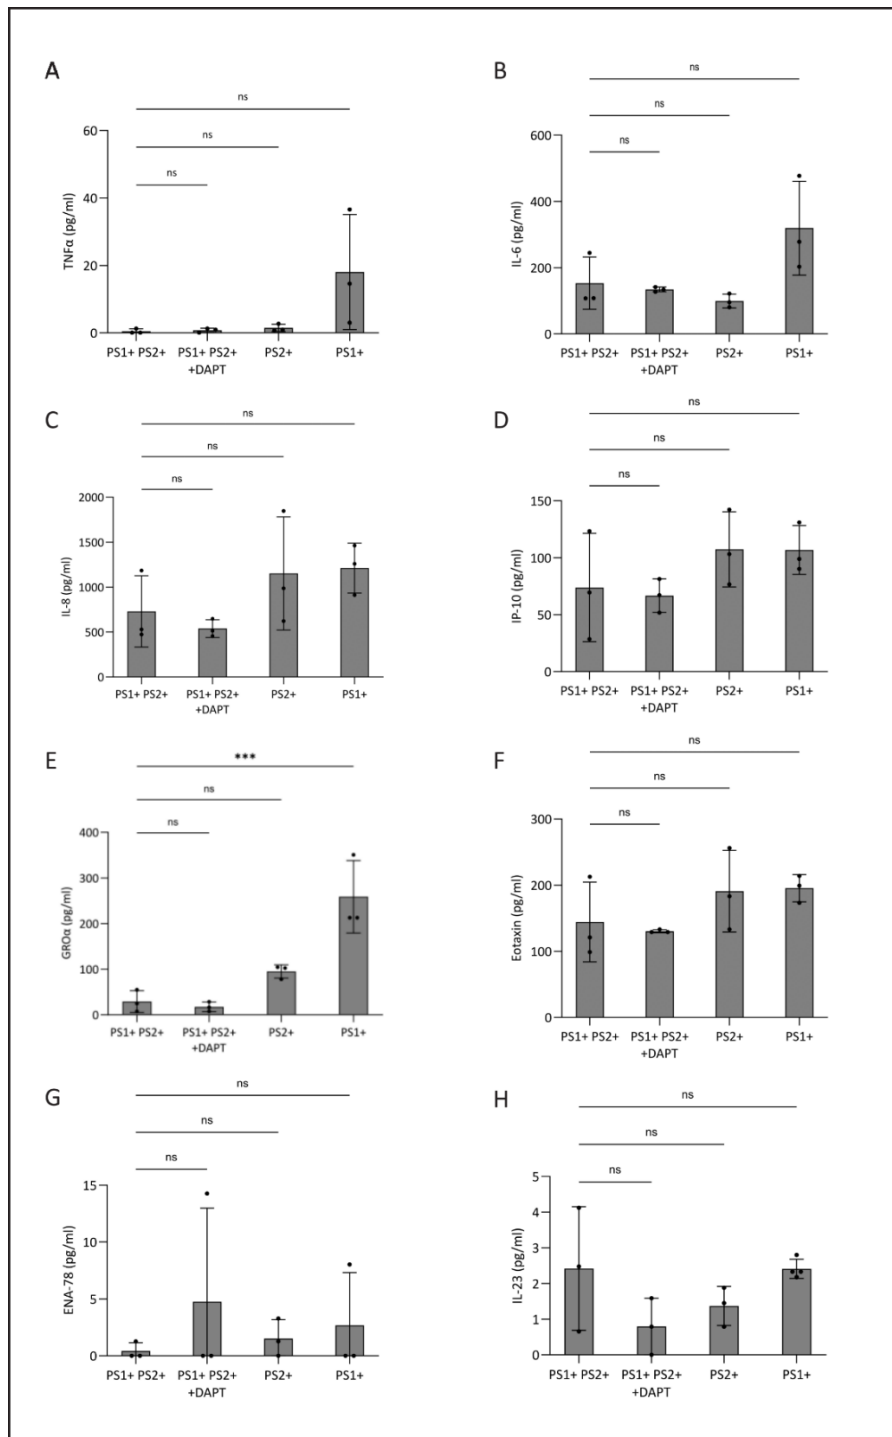 A
ns
ns
ns
60
40
20
0
TNFα (pg/ml)
PS1+ PS2+
PS1+ PS2+
+DAPT
PS2+
PS1+
B
ns
ns
ns
600
400
200
0
IL-6 (pg/ml)
PS1+ PS2+
PS1+ PS2+
+DAPT
PS2+
PS1+
C
ns
ns
ns
2000
1500
1000
500
0
IL-8 (pg/ml)
PS1+ PS2+
PS1+ PS2+
+DAPT
PS2+
PS1+
D
ns
ns
ns
150
100
50
0
IP-10 (pg/ml)
PS1+ PS2+
PS1+ PS2+
+DAPT
PS2+
PS1+
E
***
ns
ns
400
300
200
100
0
GROα (pg/ml)
PS1+ PS2+
PS1+ PS2+
+DAPT
PS2+
PS1+
F
ns
ns
ns
300
200
100
0
Eotaxin (pg/ml)
PS1+ PS2+
PS1+ PS2+
+DAPT
PS2+
PS1+
G
ns
ns
ns
15
10
5
0
ENA-78 (pg/ml)
PS1+ PS2+
PS1+ PS2+
+DAPT
PS2+
PS1+
H
ns
ns
ns
5
4
3
2
1
0
IL-23 (pg/ml)
PS1+ PS2+
PS1+ PS2+
+DAPT
PS2+
PS1+